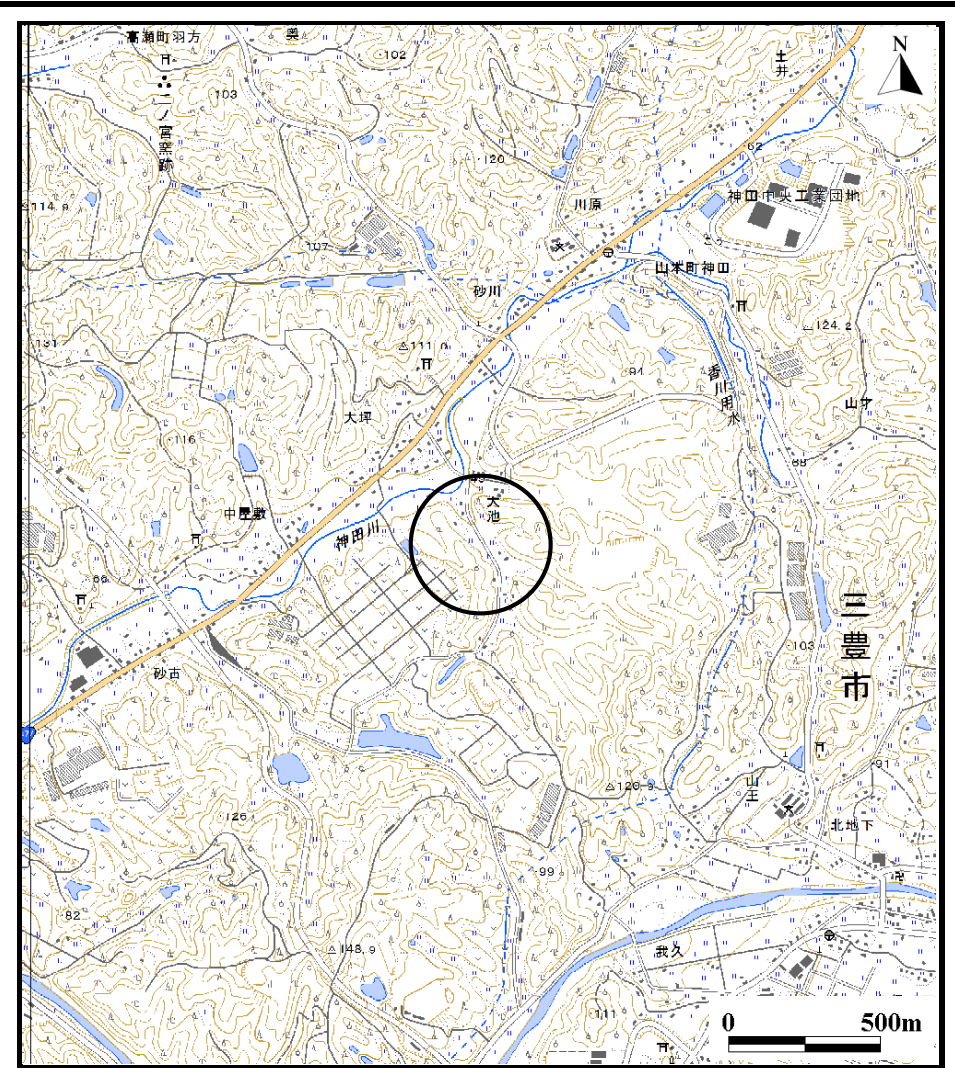 高瀬町羽方
奥
102
土井
N
103
二ノ宮窯跡
62
120
114.9
神田中央工業団地
川原
107
山本町神田
砂川
124.2
131
111.0
94
香川用水
大坪
山才
116
88
大池
中屋敷
神田川
66
三豊市
103
砂古
91
120.9
山王
126
北地下
99
82
148.9
我久
111
0 500m